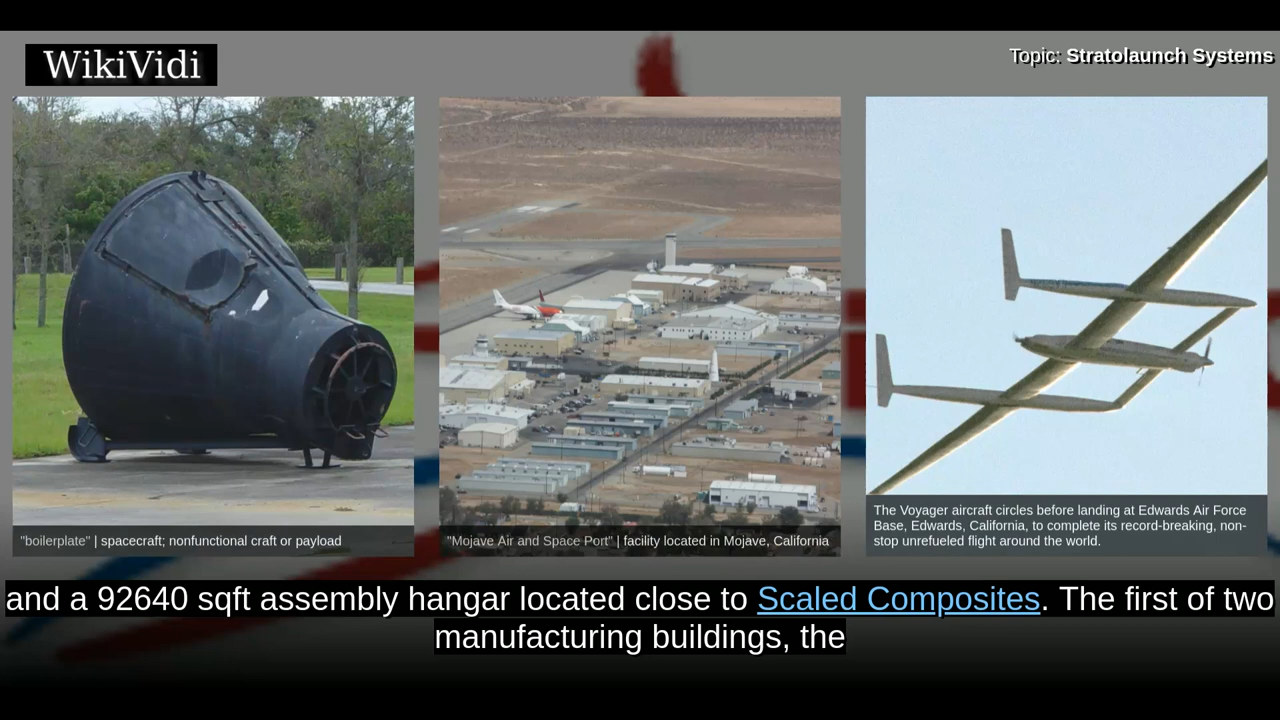 WikiVidi
Topic: Stratolaunch Systems
"boilerplate" | spacecraft; nonfunctional craft or payload
"Mojave Air and Space Port" | facility located in Mojave, California
The Voyager aircraft circles before landing at Edwards Air Force
Base, Edwards, California, to complete its record-breaking, non-
stop unrefueled flight around the world.
and a 92640 sqft assembly hangar located close to Scaled Composites. The first of two
manufacturing buildings, the